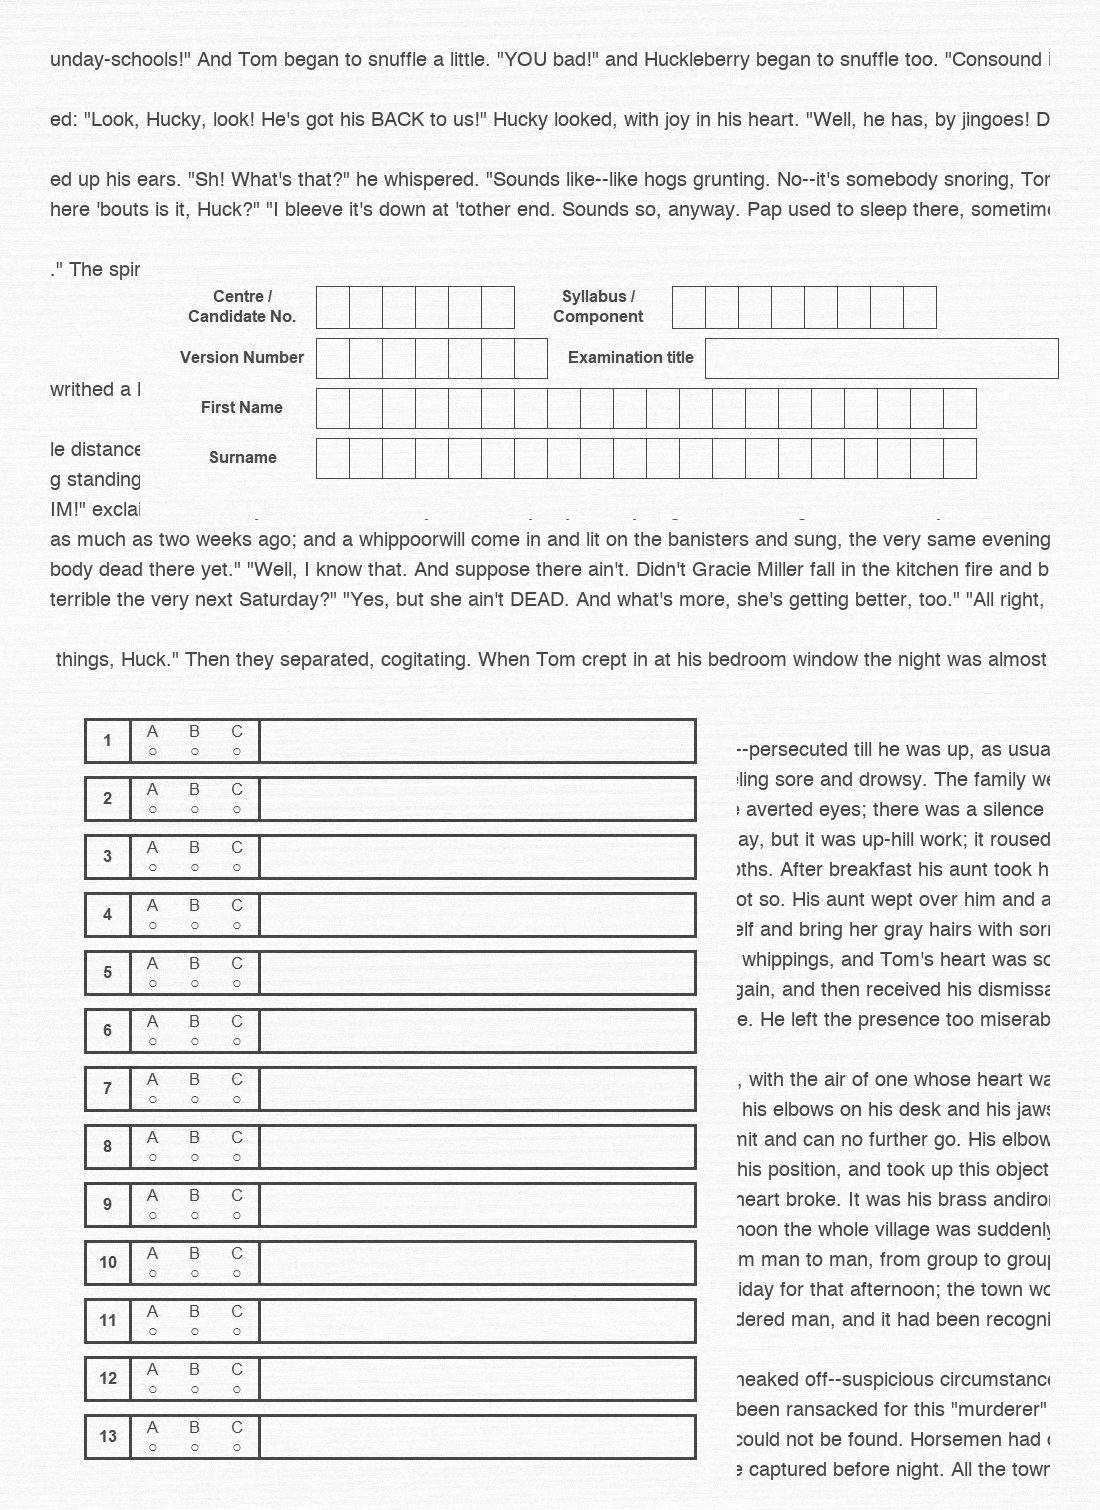 unday-schools!" And Tom began to snuffle a little. "YOU bad!" and Huckleberry began to snuffle too. "Consound
ed: "Look, Hucky, look! He's got his BACK to us!" Hucky looked, with joy in his heart. "Well, he has, by jingoes! D
ed up his ears. "Sh! What's that?" he whispered. "Sounds like--like hogs grunting. No--it's somebody snoring,
here 'bouts is it, Huck?" "I bleeve it's down at 'tother end. Sounds so, anyway. Pap used to sleep there,
." The
Centre /
Candidate No.
Syllabus /
Component
Version Number
Examination title
writhed a
First Name
le distance
Surname
g standing
IM!"
as much as two weeks ago; and a whippoorwill come in and lit on the banisters and sung, the very same evening
body dead there yet." "Well, I know that. And suppose there ain't. Didn't Gracie Miller fall in the kitchen fire and b
terrible the very next Saturday?" "Yes, but she ain't DEAD. And what's more, she's getting better, too." "All right,
things, Huck." Then they separated, cogitating. When Tom crept in at his bedroom window the night was almost
1 A B C
--persecuted till he was up, as usua
2 A B C
ling sore and drowsy. The family we
averted eyes; there was a silence
3 A B C
ay, but it was up-hill work; it roused
ths. After breakfast his aunt took h
4 A B C
ot so. His aunt wept over him and a
elf and bring her gray hairs with
5 A B C
whippings, and Tom's heart was
gain, and then received his dismissa
6 A B C
e. He left the presence too miserab
7 A B C
, with the air of one whose heart wa
his elbows on his desk and his jaws
8 A B C
mit and can no further go. His elbow
his position, and took up this object
9 A B C
heart broke. It was his brass
noon the whole village was suddenly
10 A B C
m man to man, from group to group
iday for that afternoon; the town
11 A B C
dered man, and it had been recogni
12 A B C
neaked off--suspicious circumstance
been ransacked for this "murderer"
13 A B C
could not be found. Horsemen had
captured before night. All the town